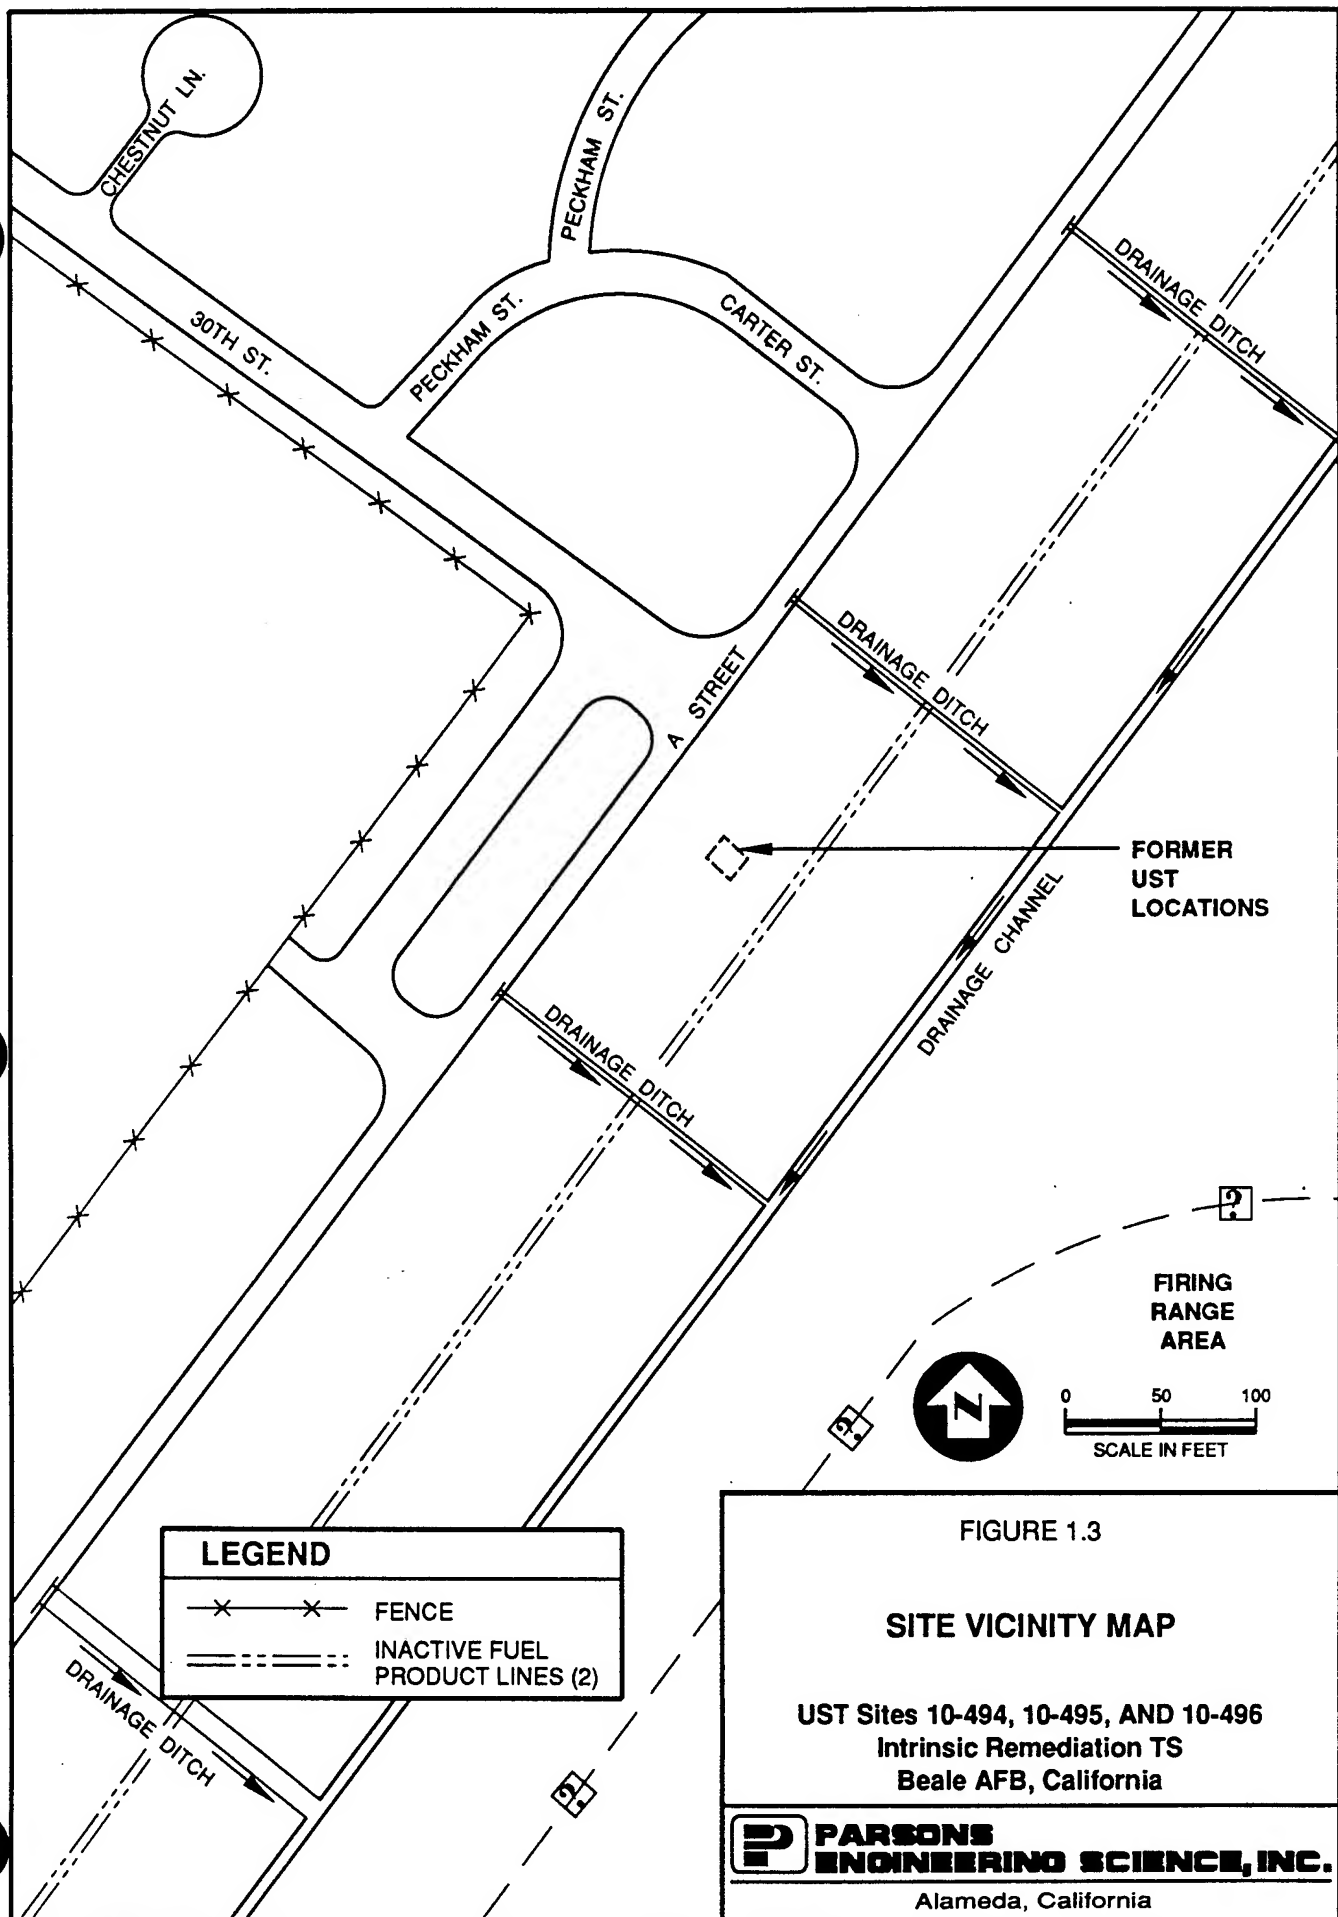 CHESTNUT LN.
PECKHAM ST.
DRAINAGE DITCH
30TH ST.
PECKHAM ST.
CARTER ST.
DRAINAGE DITCH
A STREET
FORMER
UST
LOCATIONS
DRAINAGE CHANNEL
DRAINAGE DITCH
?
FIRING
RANGE
AREA
N
0 50 100
SCALE IN FEET
?
LEGEND
FENCE
INACTIVE FUEL
PRODUCT LINES (2)
DRAINAGE DITCH
?
FIGURE 1.3
SITE VICINITY MAP
UST Sites 10-494, 10-495, AND 10-496
Intrinsic Remediation TS
Beale AFB, California
PARSONS
ENGINEERING SCIENCE, INC.
Alameda, California